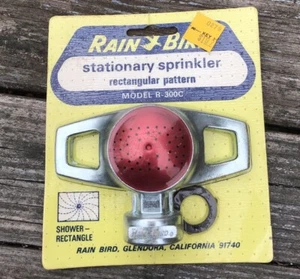 RAIN BIRD
stationary sprinkler
rectangular pattern
MODEL R-300C
SHOWER–
RECTANGLE
RAIN BIRD, GLENDORA, CALIFORNIA 91740